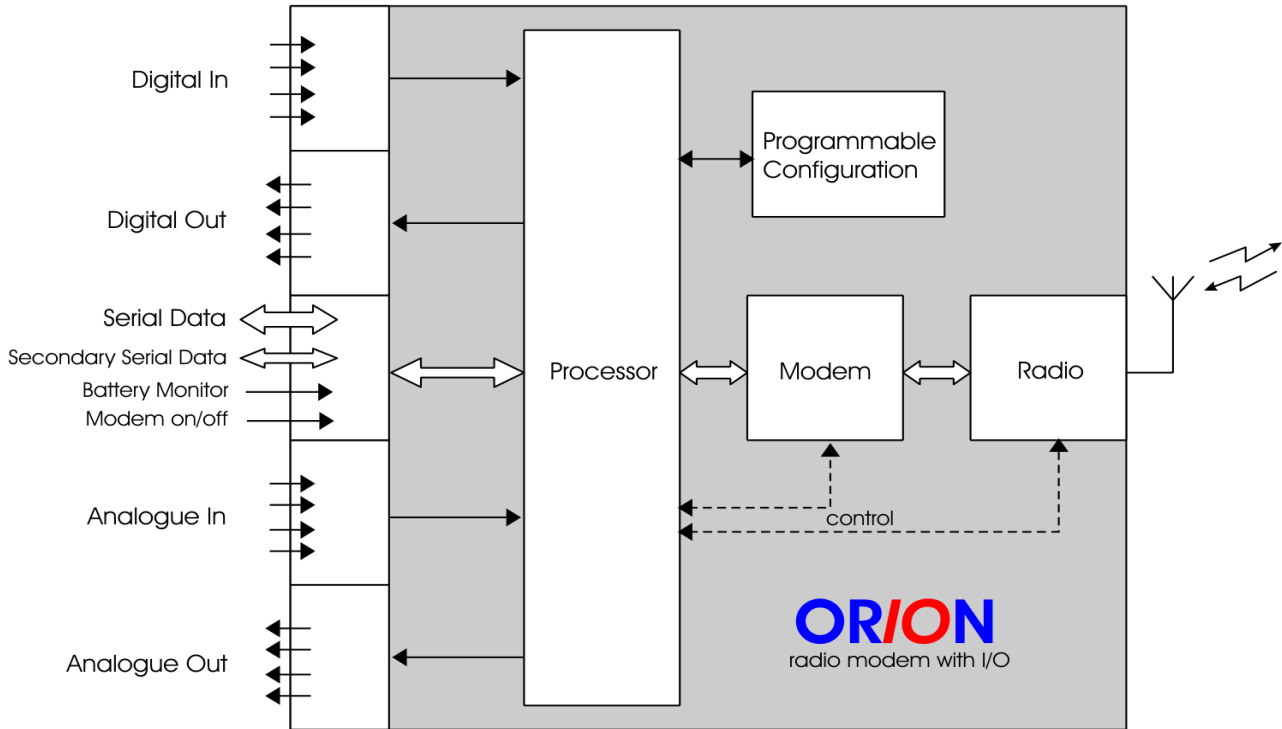 Digital In
Digital Out
Serial Data
Secondary Serial Data
Battery Monitor
Modem on/off
Analogue In
Analogue Out
Processor
Programmable
Configuration
Modem
Radio
control
ORION
radio modem with I/O